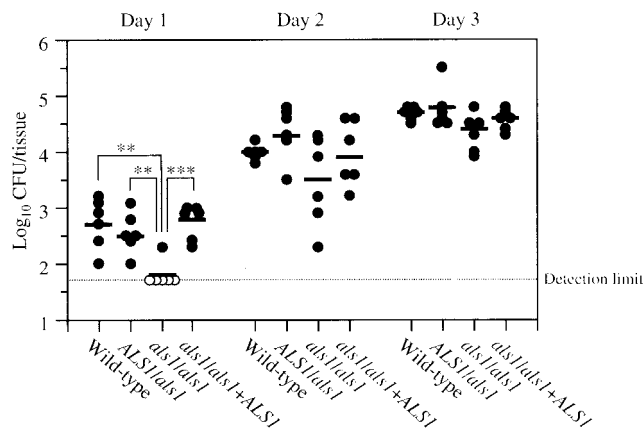 Day 1 Day 2 Day 3
6
5
4
3
2
1
Log10 CFU/tissue
** ** ***
Detection limit
Wild-type
ALS1/als1
als1/als1
als1/als1+ALS1
Wild-type
ALS1/als1
als1/als1
als1/als1+ALS1
Wild-type
ALS1/als1
als1/als1
als1/als1+ALS1